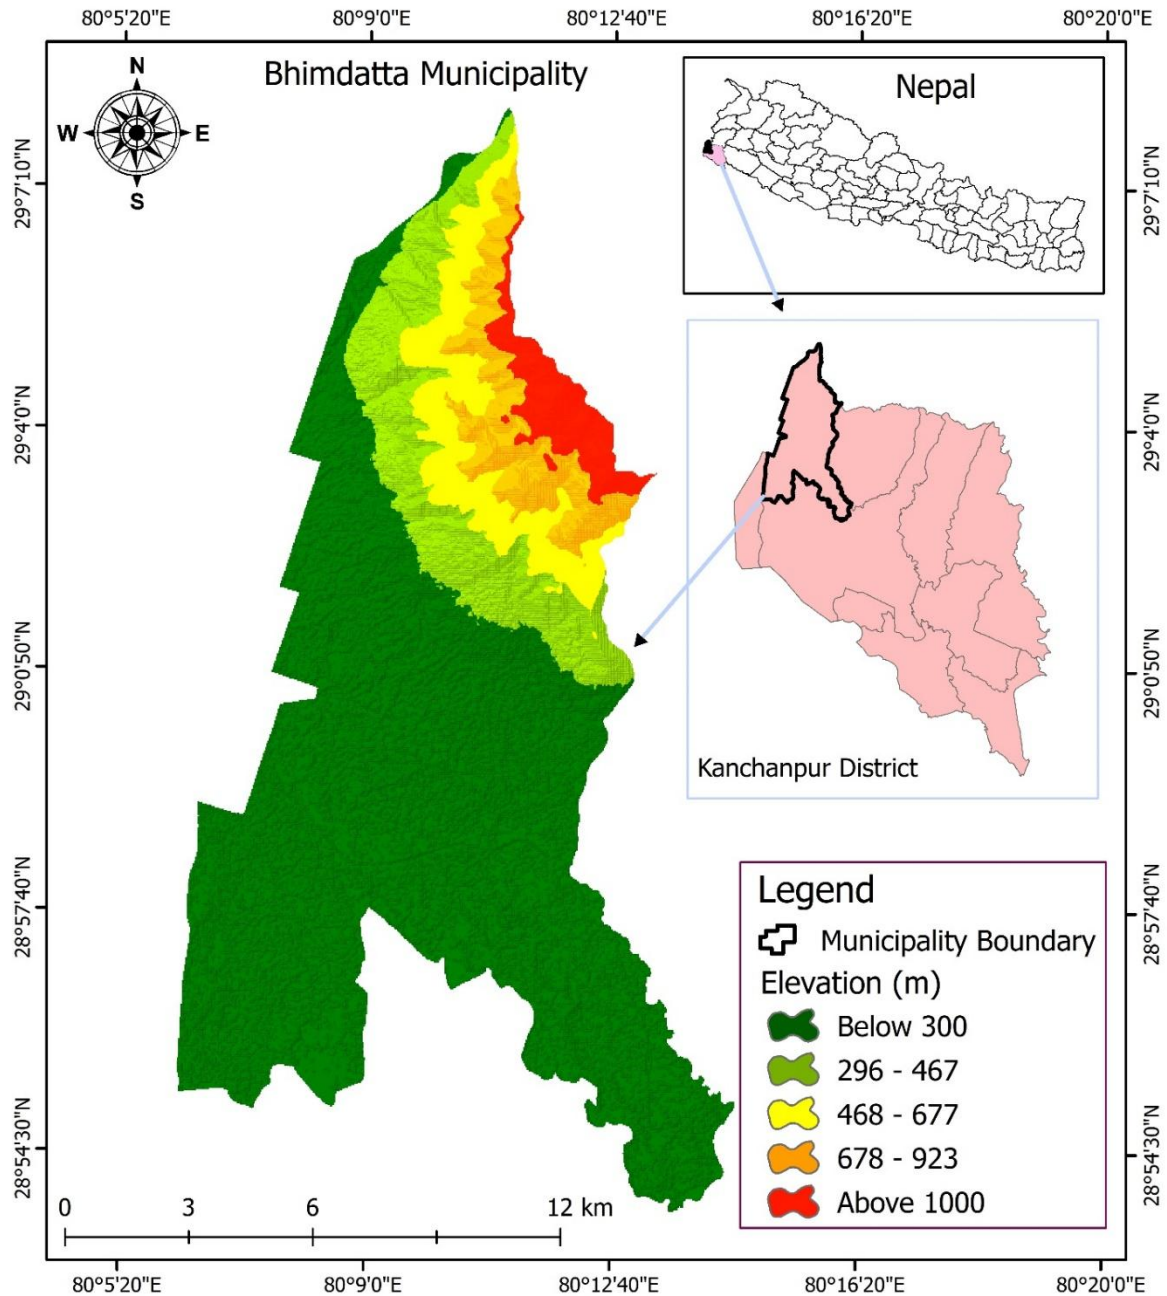 80°5'20"E 80°9'0"E 80°12'40"E 80°16'20"E 80°20'0"E
Bhimdatta Municipality
N
W E
S
Nepal
29°7'10"N
29°7'10"N
29°4'0"N
29°4'0"N
29°0'50"N
29°0'50"N
Kanchanpur District
28°57'40"N
28°57'40"N
Legend
Municipality Boundary
Elevation (m)
Below 300
296 - 467
468 - 677
678 - 923
Above 1000
28°54'30"N
28°54'30"N
0 3 6 12 km
80°5'20"E 80°9'0"E 80°12'40"E 80°16'20"E 80°20'0"E